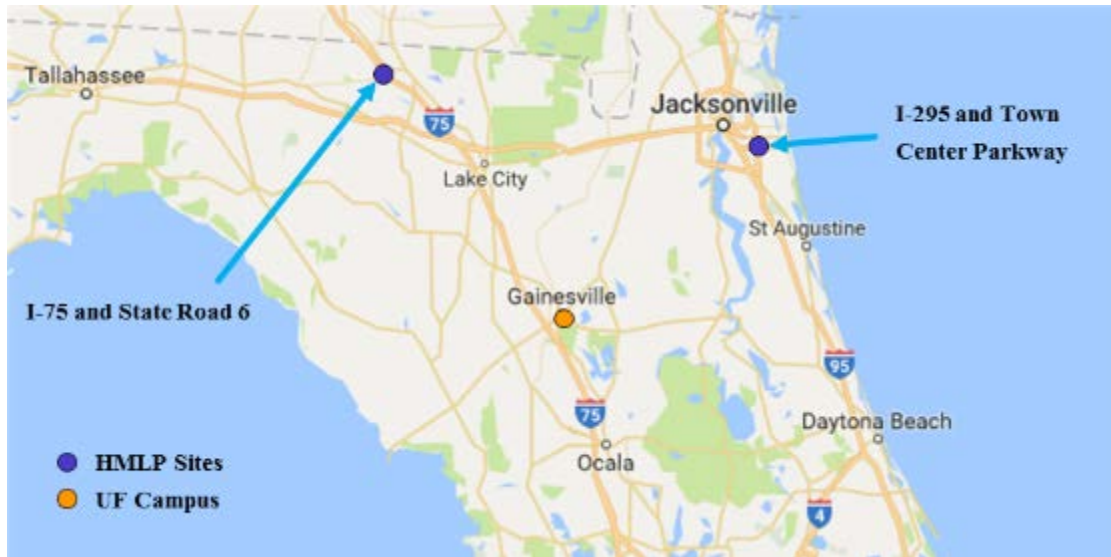 Tallahassee
75
Lake City
Jacksonville
I-295 and Town
Center Parkway
St Augustine
Gainesville
I-75 and State Road 6
95
75
Daytona Beach
Ocala
HMLP Sites
UF Campus
4